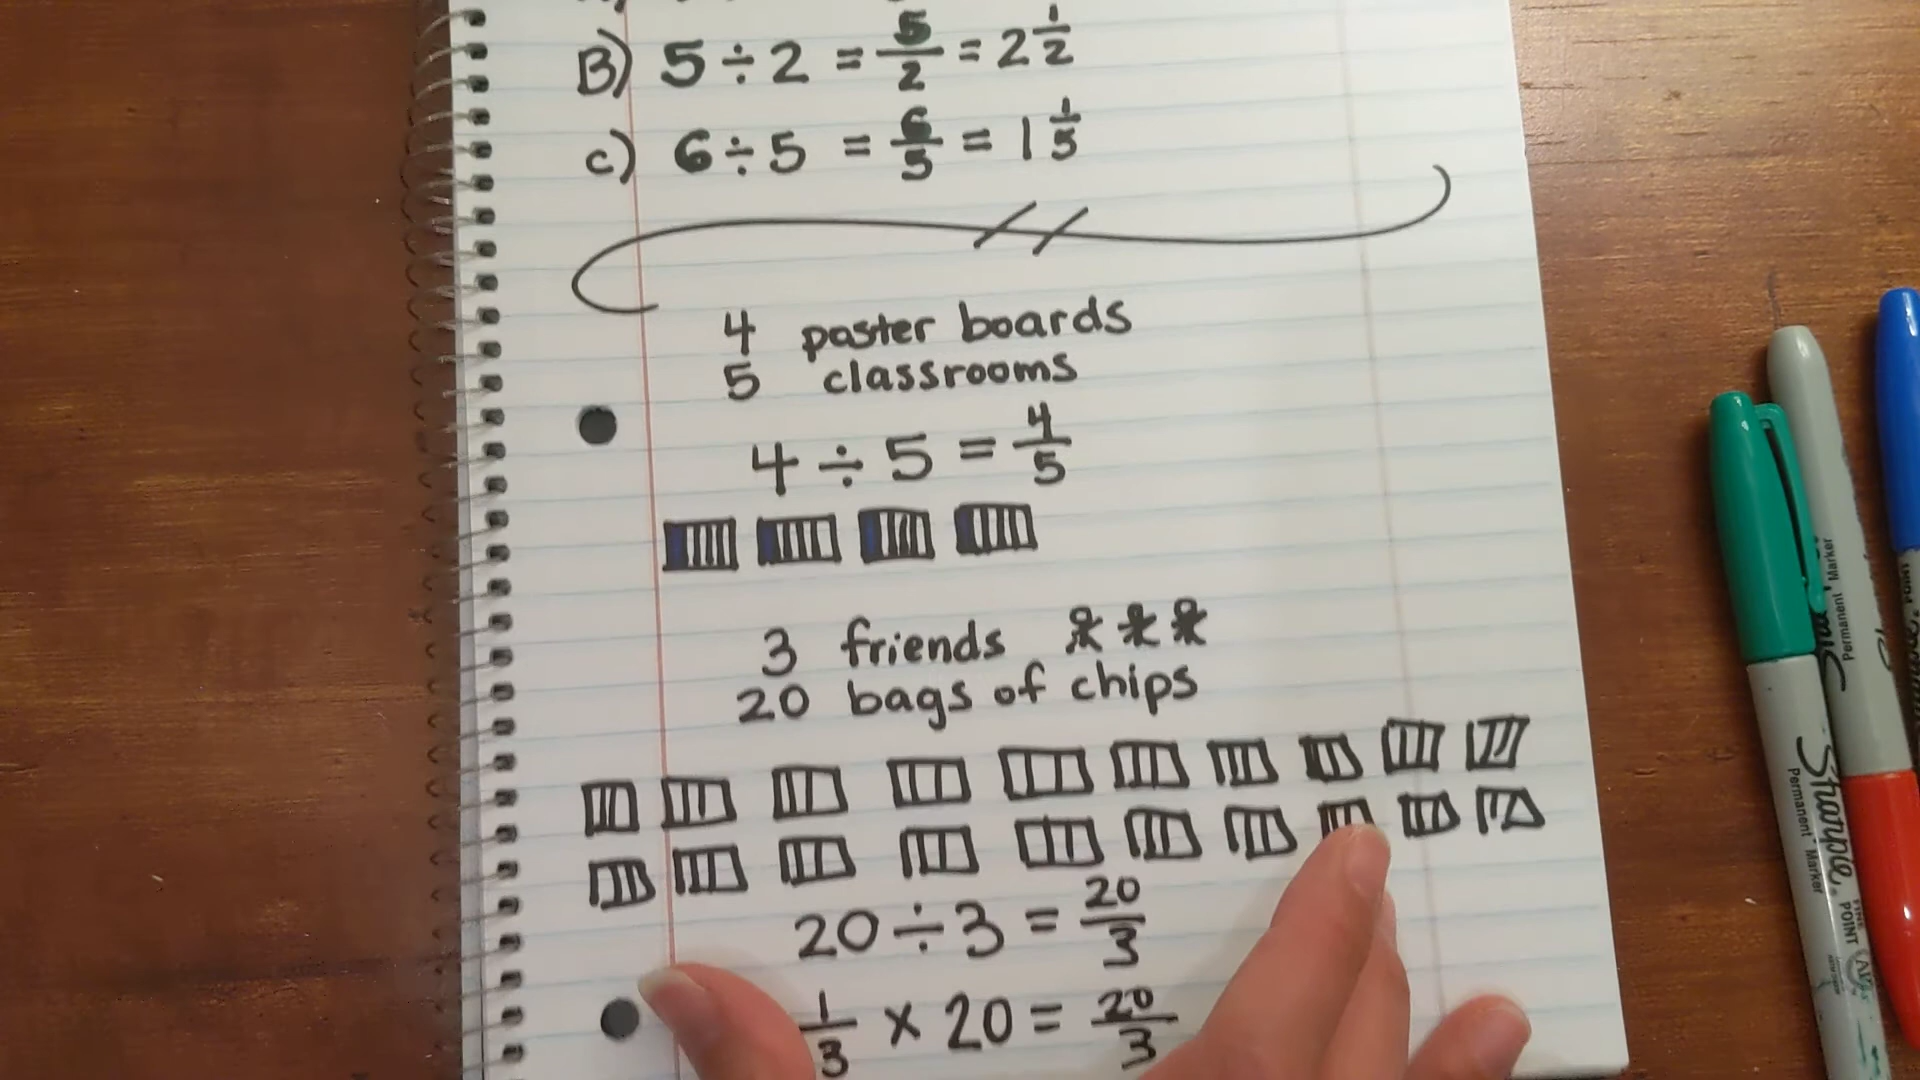 B) 5 ÷ 2 = 5/2 = 2 1/2
c) 6 ÷ 5 = 6/5 = 1 1/5
4 poster boards
5 classrooms
4 ÷ 5 = 4/5
3 friends
20 bags of chips
20 ÷ 3 = 20/3
1/3 × 20 = 20/3
Sharpie
Permanent Marker
FINE POINT
Permanent Marker